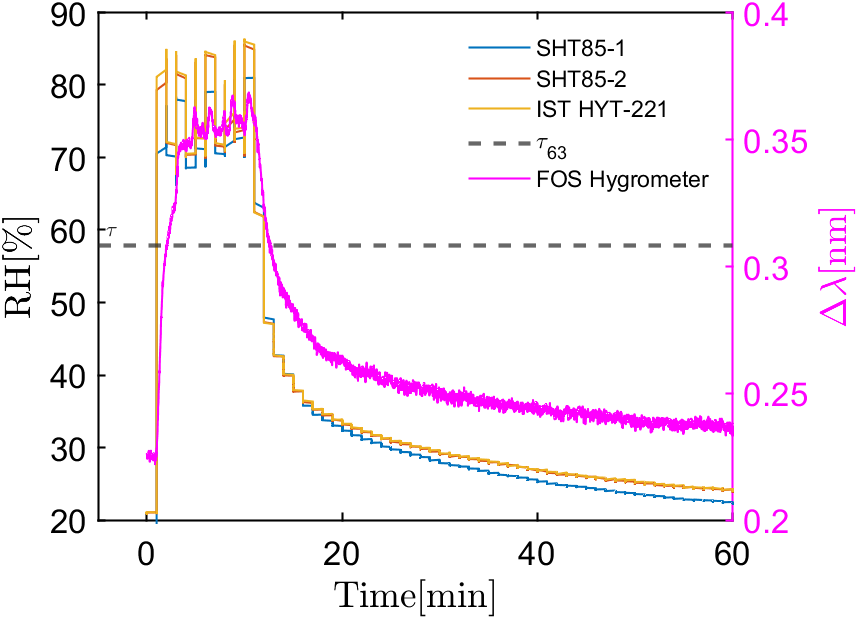 90
80
70
60
50
40
30
20
RH[%]
τ
SHT85-1
SHT85-2
IST HYT-221
τ63
FOS Hygrometer
0.4
0.35
0.3
0.25
0.2
Δλ[nm]
0 20 40 60
Time[min]